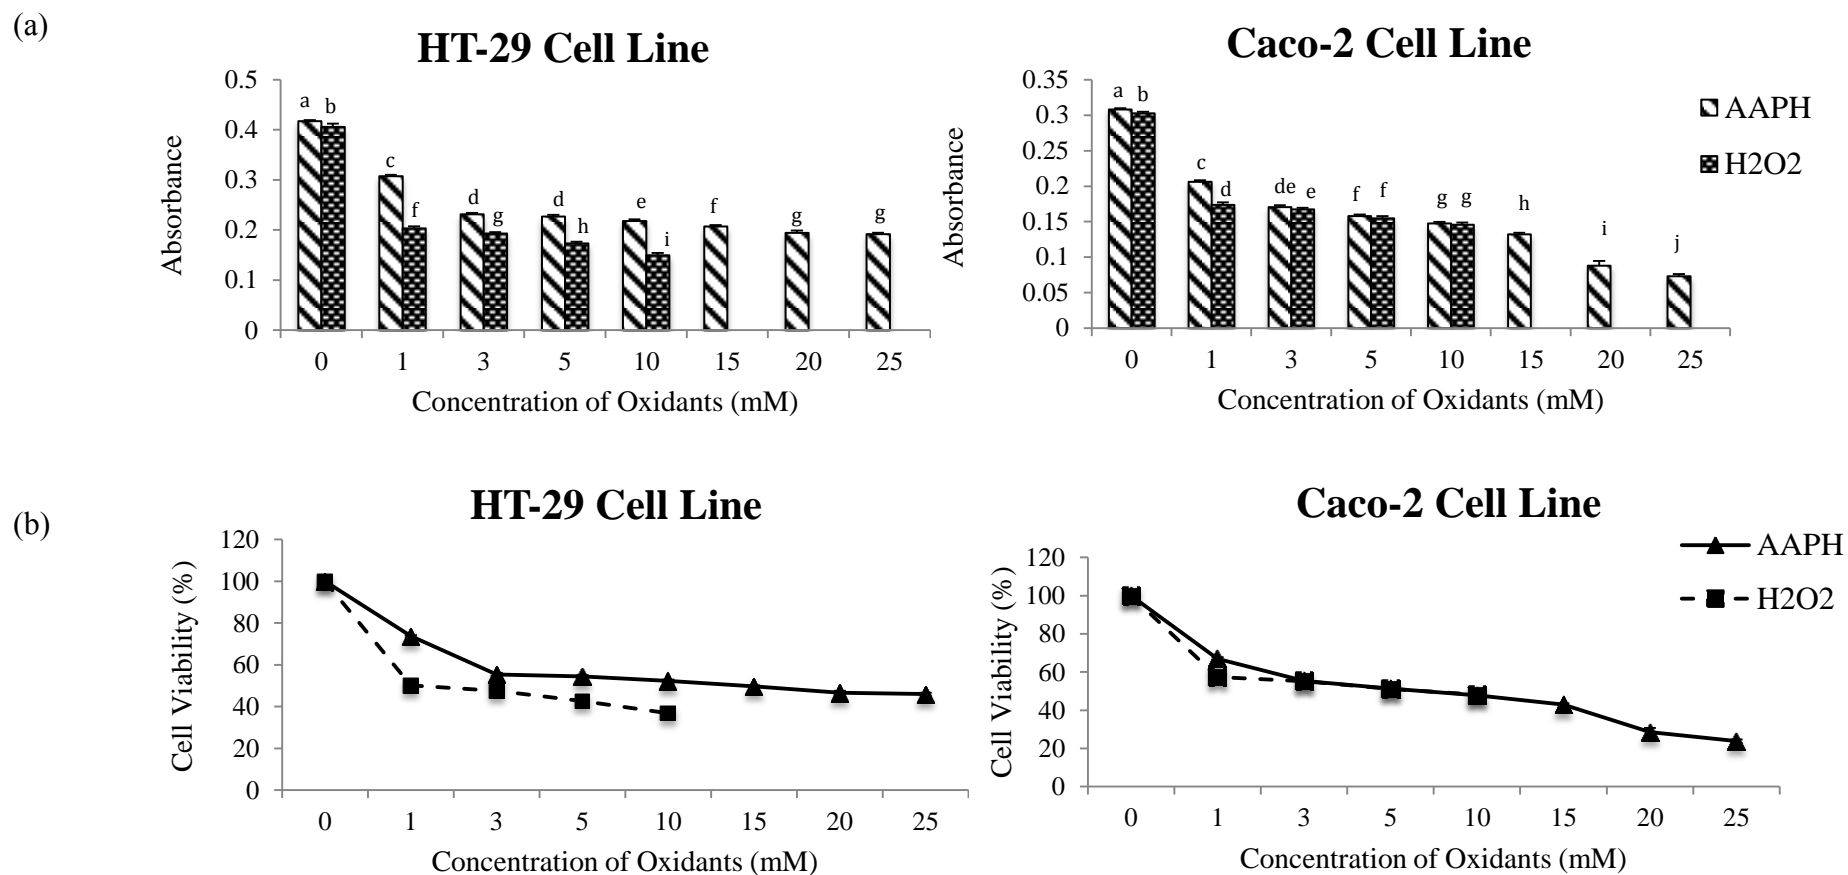 (a)
HT-29 Cell Line
Absorbance
0.5
0.4
0.3
0.2
0.1
0
a b
c f
d g
d h
e i
f
g
g
0 1 3 5 10 15 20 25
Concentration of Oxidants (mM)
Caco-2 Cell Line
Absorbance
0.35
0.3
0.25
0.2
0.15
0.1
0.05
0
a b
c d
de e
f f
g g
h
i
j
0 1 3 5 10 15 20 25
Concentration of Oxidants (mM)
AAPH
H2O2
(b)
HT-29 Cell Line
Cell Viability (%)
120
100
80
60
40
20
0
0 1 3 5 10 15 20 25
Concentration of Oxidants (mM)
Caco-2 Cell Line
Cell Viability (%)
120
100
80
60
40
20
0
0 1 3 5 10 15 20 25
Concentration of Oxidants (mM)
AAPH
H2O2